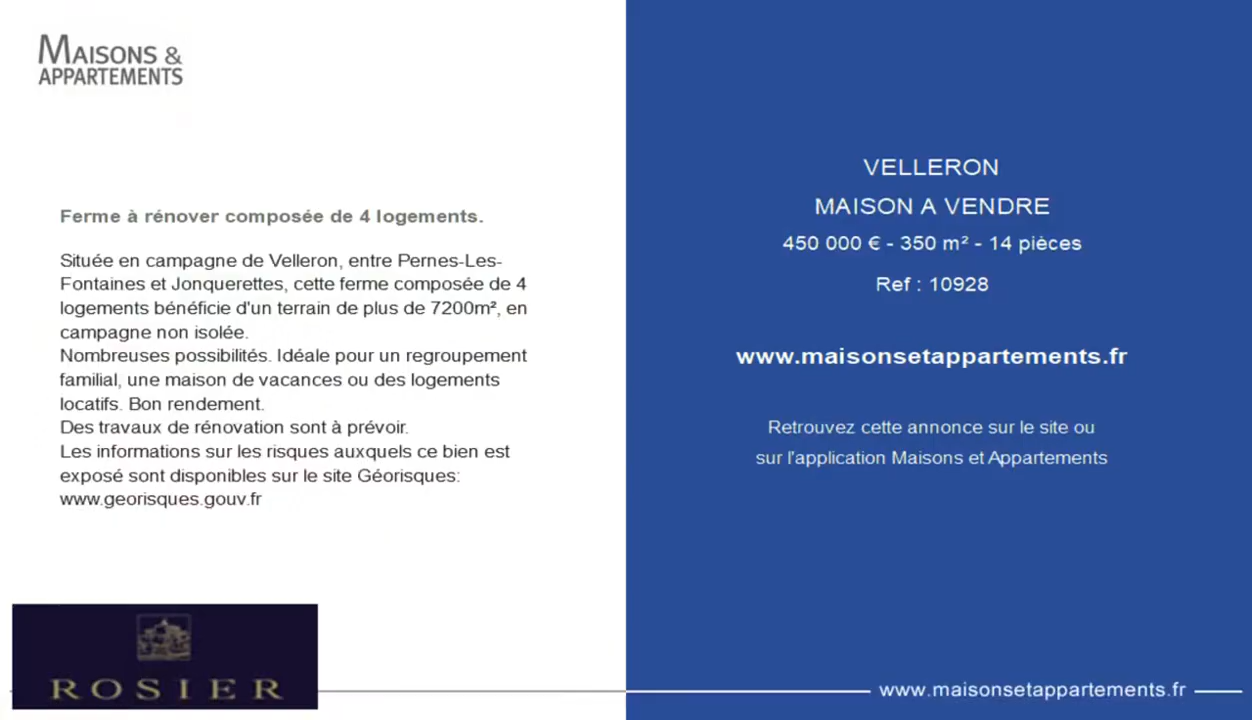 MAISONS &
APPARTEMENTS
Ferme à rénover composée de 4 logements.
Située en campagne de Velleron, entre Pernes-Les-
Fontaines et Jonquerettes, cette ferme composée de 4
logements bénéficie d'un terrain de plus de 7200m², en
campagne non isolée.
Nombreuses possibilités. Idéale pour un regroupement
familial, une maison de vacances ou des logements
locatifs. Bon rendement.
Des travaux de rénovation sont à prévoir.
Les informations sur les risques auxquels ce bien est
exposé sont disponibles sur le site Géorisques:
www.georisques.gouv.fr
ROSIER
VELLERON
MAISON A VENDRE
450 000 € - 350 m² - 14 pièces
Ref : 10928
www.maisonsetappartements.fr
Retrouvez cette annonce sur le site ou
sur l'application Maisons et Appartements
www.maisonsetappartements.fr